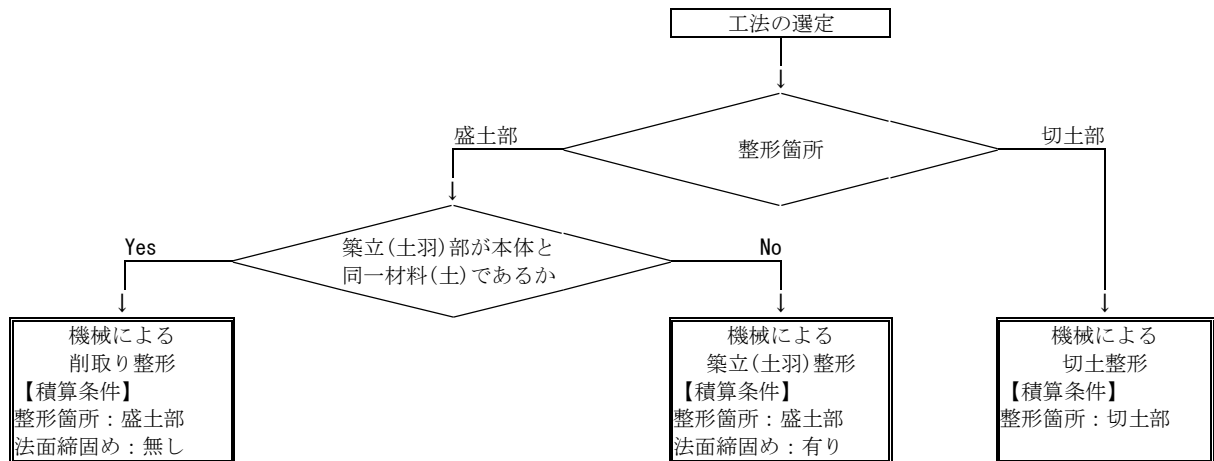 工法の選定
整形箇所
盛土部
切土部
築立(土羽)部が本体と
同一材料(土)であるか
Yes
No
機械による
削取り整形
【積算条件】
整形箇所：盛土部
法面締固め：無し
機械による
築立(土羽)整形
【積算条件】
整形箇所：盛土部
法面締固め：有り
機械による
切土整形
【積算条件】
整形箇所：切土部